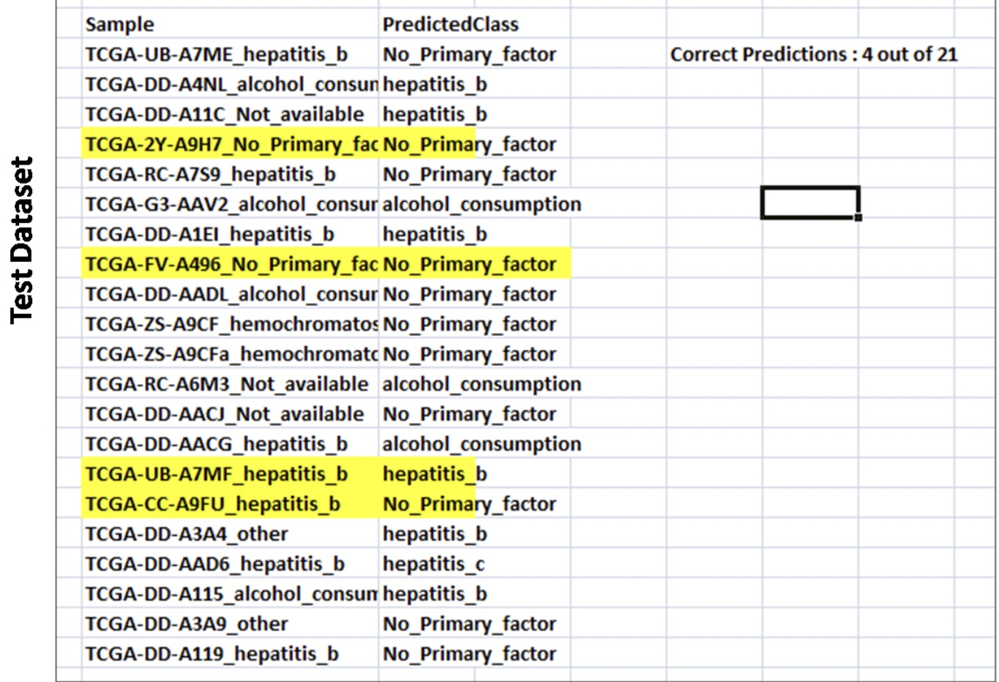 Test Dataset
Sample PredictedClass
TCGA-UB-A7ME_hepatitis_b No_Primary_factor Correct Predictions : 4 out of 21
TCGA-DD-A4NL_alcohol_consun hepatitis_b
TCGA-DD-A11C_Not_available hepatitis_b
TCGA-2Y-A9H7_No_Primary_fac No_Primary_factor
TCGA-RC-A7S9_hepatitis_b No_Primary_factor
TCGA-G3-AAV2_alcohol_consur alcohol_consumption
TCGA-DD-A1EI_hepatitis_b hepatitis_b
TCGA-FV-A496_No_Primary_fac No_Primary_factor
TCGA-DD-AADL_alcohol_consur No_Primary_factor
TCGA-ZS-A9CF_hemochromatos No_Primary_factor
TCGA-ZS-A9CFa_hemochromatc No_Primary_factor
TCGA-RC-A6M3_Not_available alcohol_consumption
TCGA-DD-AACJ_Not_available No_Primary_factor
TCGA-DD-AACG_hepatitis_b alcohol_consumption
TCGA-UB-A7MF_hepatitis_b hepatitis_b
TCGA-CC-A9FU_hepatitis_b No_Primary_factor
TCGA-DD-A3A4_other hepatitis_b
TCGA-DD-AAD6_hepatitis_b hepatitis_c
TCGA-DD-A115_alcohol_consum hepatitis_b
TCGA-DD-A3A9_other No_Primary_factor
TCGA-DD-A119_hepatitis_b No_Primary_factor